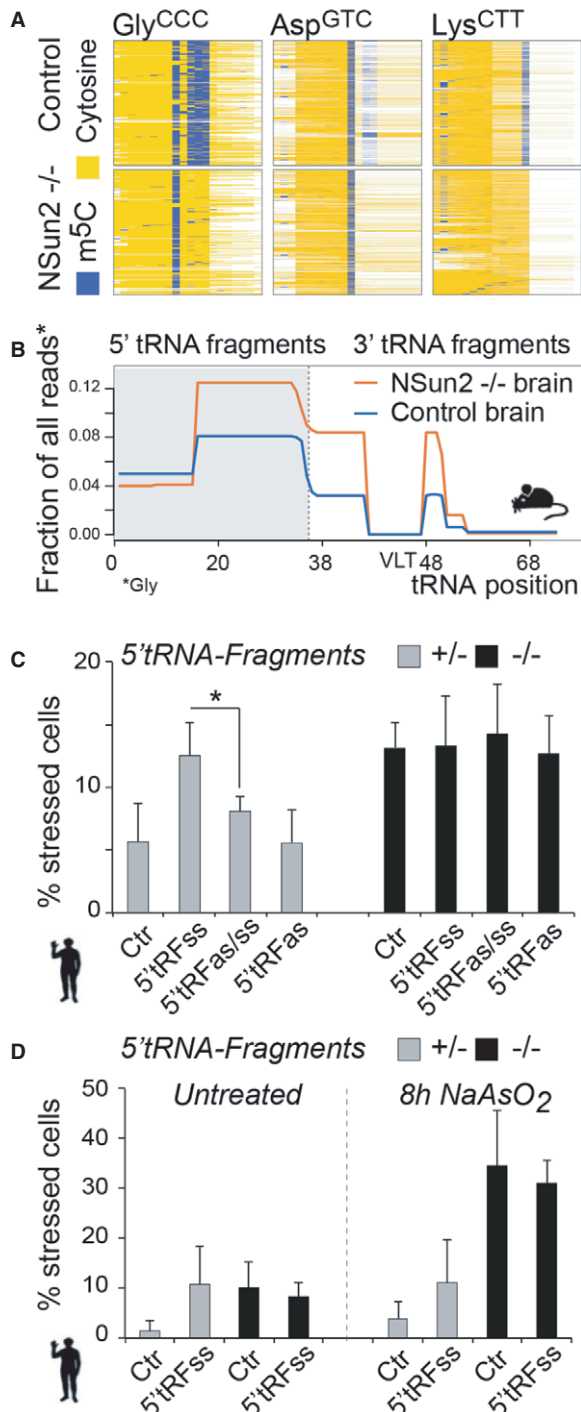 A
Gly^CCC Asp^GTC Lys^CTT
NSun2 -/- Control
m5C Cytosine
B
Fraction of all reads*
5' tRNA fragments 3' tRNA fragments
NSun2 -/- brain
Control brain
0.12
0.08
0.04
0.00
0 20 38 VLT 48 68
*Gly tRNA position
C
5'tRNA-Fragments +/- -/-
% stressed cells
20
15
10
5
0
*
Ctr 5'tRFss 5'tRFas/ss 5'tRFas Ctr 5'tRFss 5'tRFas/ss 5'tRFas
D
5'tRNA-Fragments +/- -/-
% stressed cells
50
40
30
20
10
0
Untreated 8h NaAsO2
Ctr 5'tRFss Ctr 5'tRFss Ctr 5'tRFss Ctr 5'tRFss